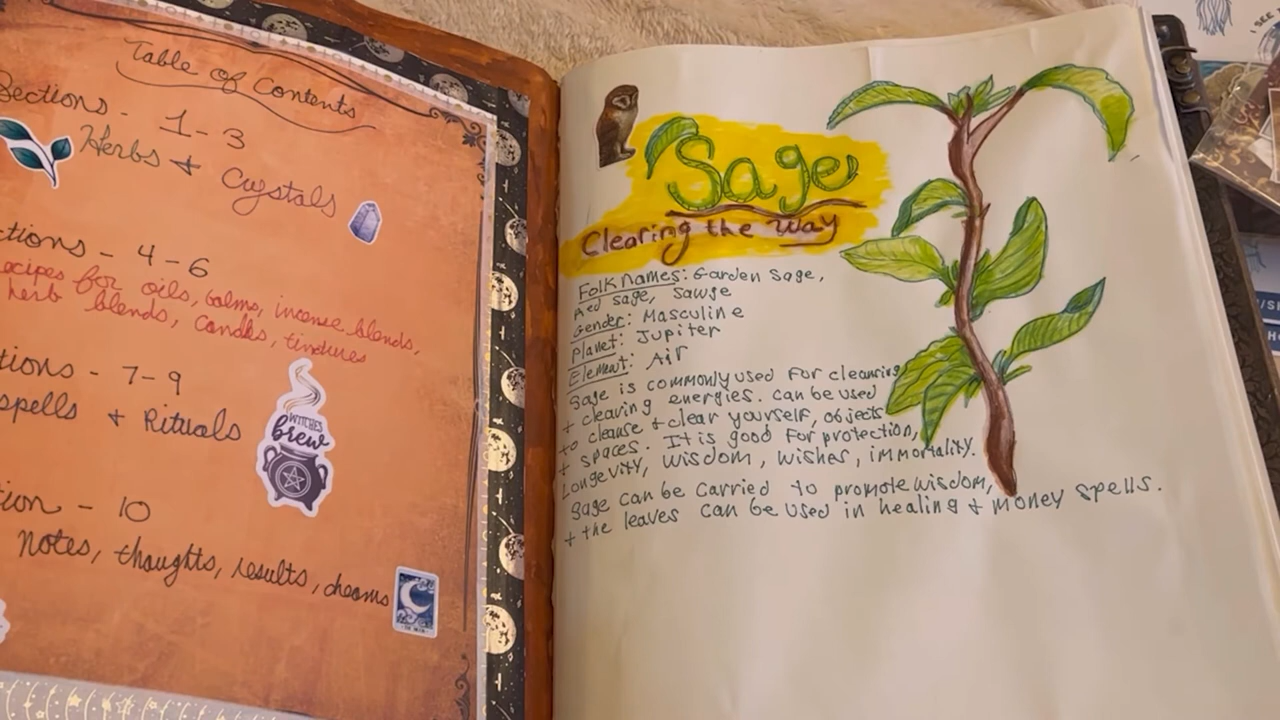 Table of Contents
Sections - 1-3
Herbs + Crystals
ctions - 4-6
ecipes for oils, balms, incense blends,
herb blends, candles, tinctures
tions - 7-9
spells + Rituals
WITCHES
brew
tion - 10
notes, thoughts, results, dreams
Sage
Clearing the Way
Folk Names: Garden Sage,
Red sage, Sawge
Gender: Masculine
Planet: Jupiter
Element: Air
Sage is commonly used for cleansing
+ clearing energies. can be used
to cleanse + clear yourself, objects
+ spaces. It is good for protection,
Longevity, wisdom, wishes, immortality.
Sage can be carried to promote wisdom,
+ the leaves can be used in healing + money spells.
SEE